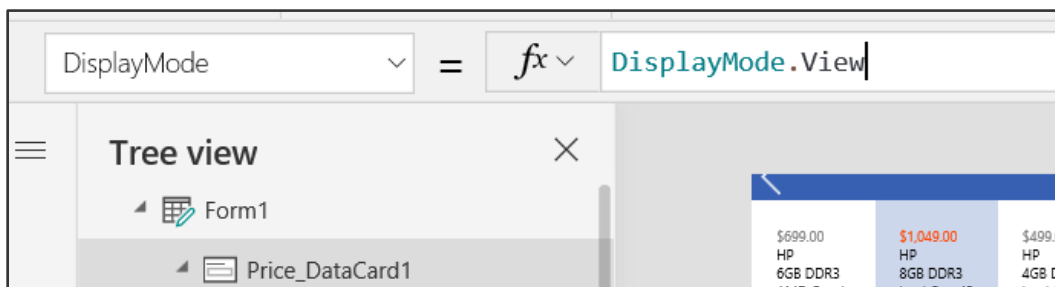 DisplayMode = fx DisplayMode.View
Tree view
Form1
Price_DataCard1
$699.00 $1,049.00 $499.
HP HP HP
6GB DDR3 8GB DDR3 4GB